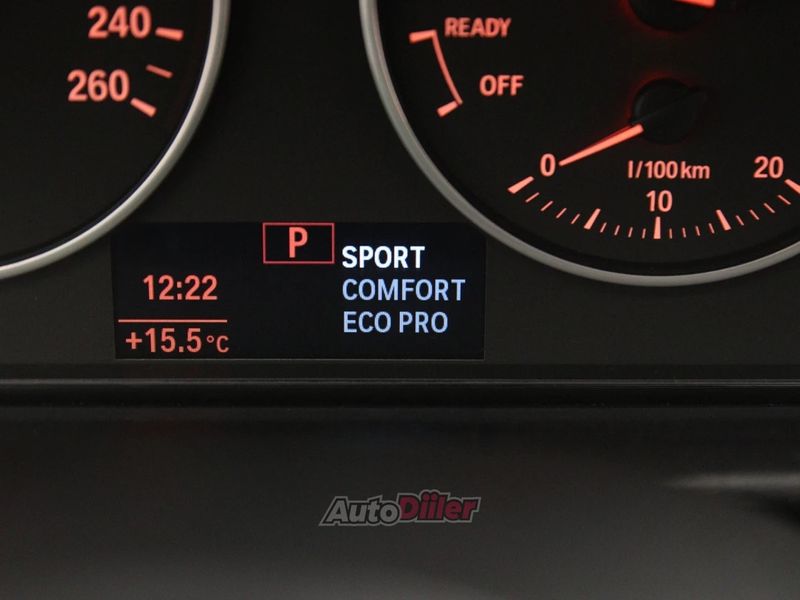 240
260
READY
OFF
0
l/100km
20
10
P
SPORT
12:22
COMFORT
ECO PRO
+15.5°C
AutoDiiler